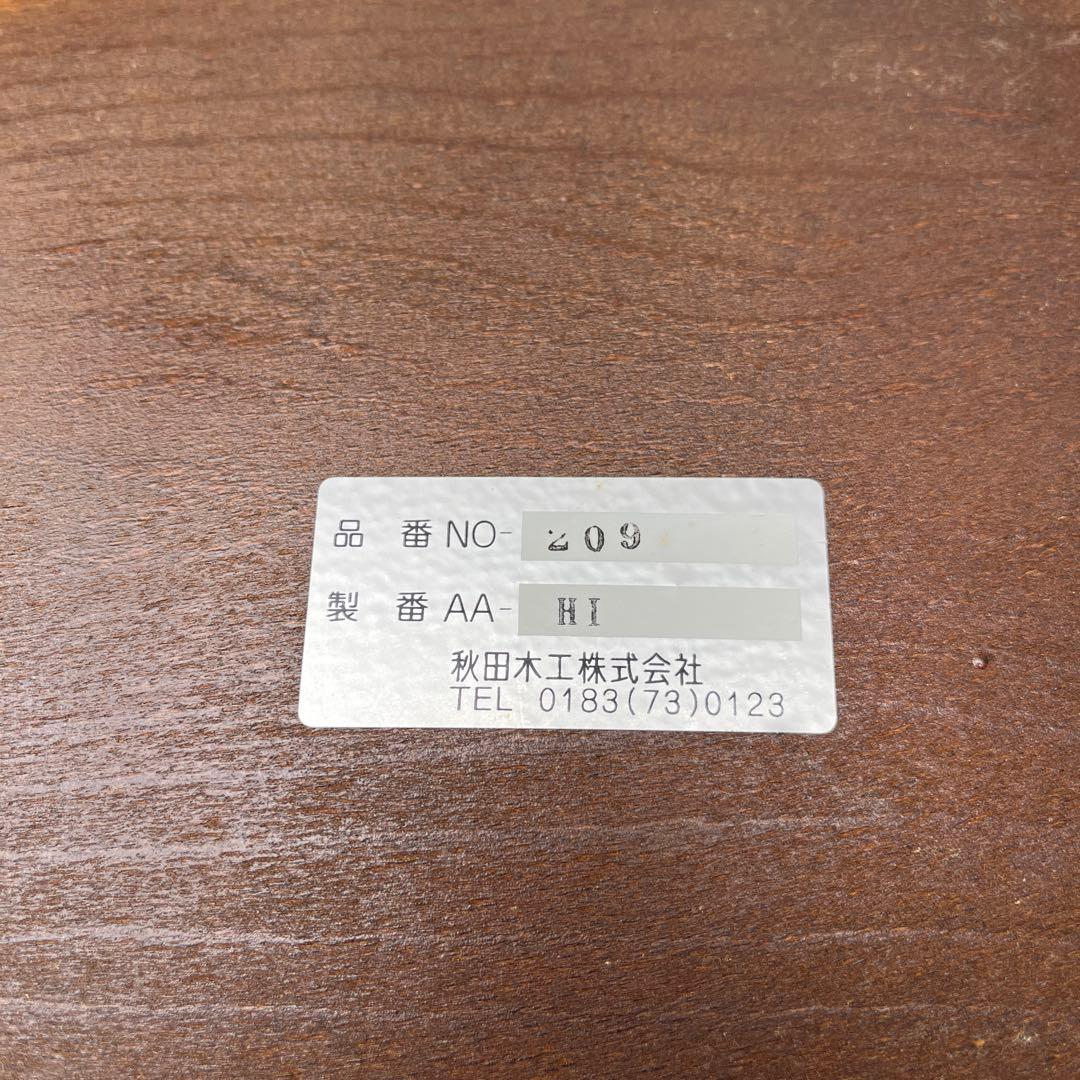 品 番 NO- 209
製 番 AA- HI
秋田木工株式会社
TEL 0183(73)0123